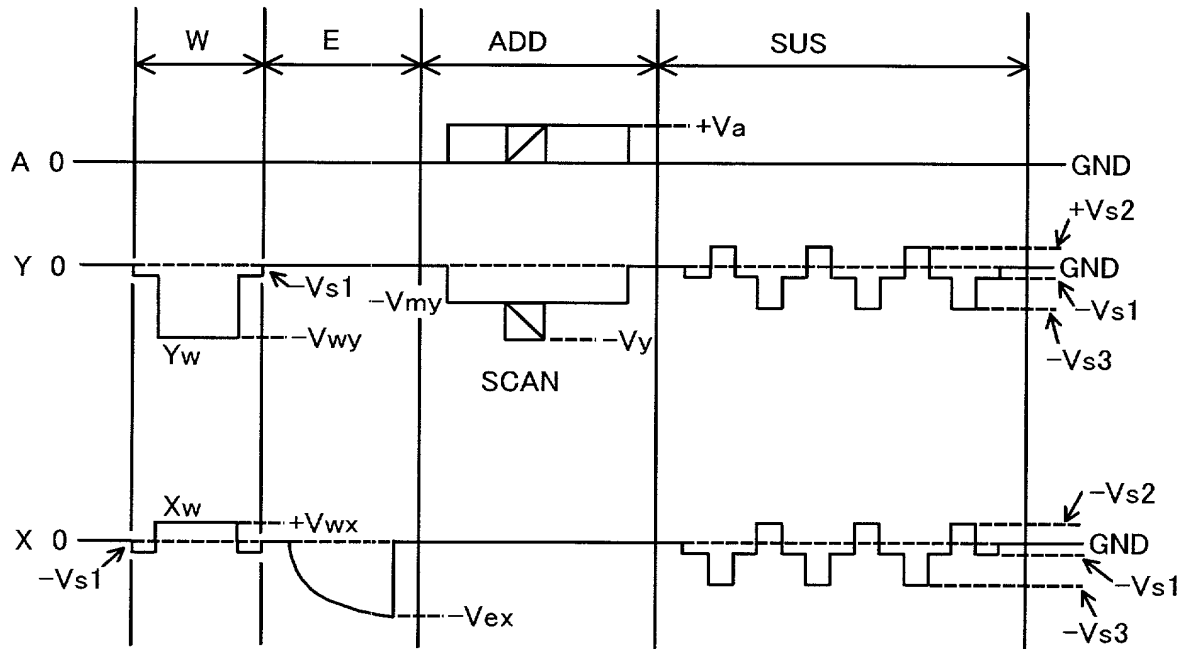 W E ADD SUS
+Va
A 0 GND
+Vs2
Y 0 GND
−Vs1
−Vmy −Vs1
−Vwy −Vy
Yw −Vs3
SCAN
Xw −Vs2
+Vwx
X 0 GND
−Vs1 −Vs1
−Vex
−Vs3